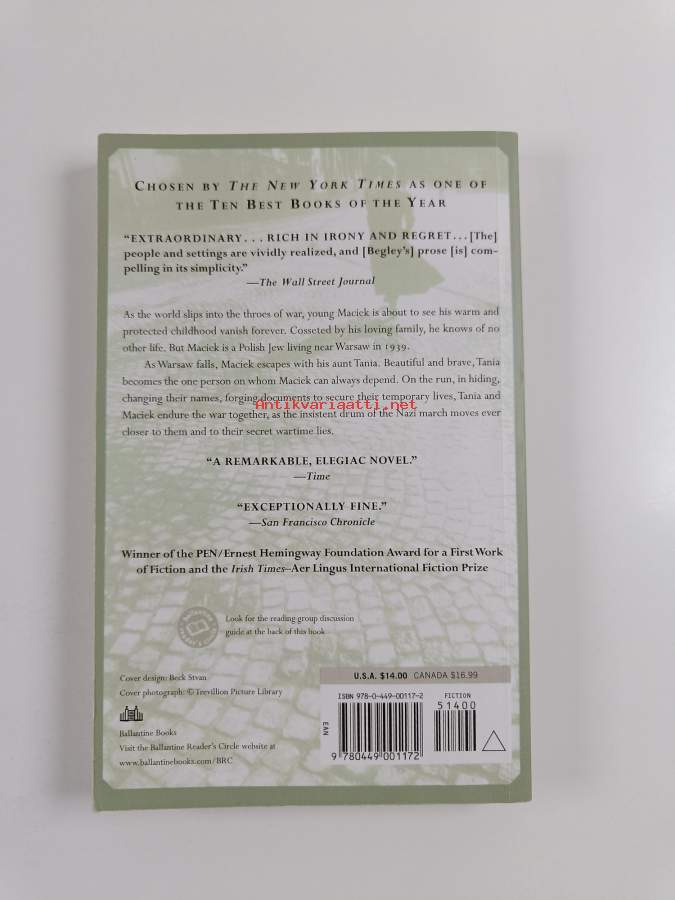 CHOSEN BY THE NEW YORK TIMES AS ONE OF
THE TEN BEST BOOKS OF THE YEAR
“EXTRAORDINARY . . . RICH IN IRONY AND REGRET . . . [The]
people and settings are vividly realized, and [Begley’s] prose [is] com-
pelling in its simplicity.”
—The Wall Street Journal
As the world slips into the throes of war, young Maciek is about to see his warm and
protected childhood vanish forever. Cosseted by his loving family, he knows of no
other life. But Maciek is a Polish Jew living near Warsaw in 1939.
As Warsaw falls, Maciek escapes with his aunt Tania. Beautiful and brave, Tania
becomes the one person on whom Maciek can always depend. On the run, in hiding,
changing their names, forging documents to secure their temporary lives, Tania and
Antikvariaatti.net
Maciek endure the war together, as the insistent drum of the Nazi march moves ever
closer to them and to their secret wartime lies.
“A REMARKABLE, ELEGIAC NOVEL.”
—Time
“EXCEPTIONALLY FINE.”
—San Francisco Chronicle
Winner of the PEN/Ernest Hemingway Foundation Award for a First Work
of Fiction and the Irish Times–Aer Lingus International Fiction Prize
Look for the reading group discussion
guide at the back of this book
Cover design: Beck Stvan
Cover photograph: © Trevillion Picture Library
Ballantine Books
Visit the Ballantine Reader’s Circle website at
www.ballantinebooks.com/BRC
U.S.A. $14.00 CANADA $16.99
ISBN 978-0-449-00117-2
FICTION
51400
EAN
9 780449 001172